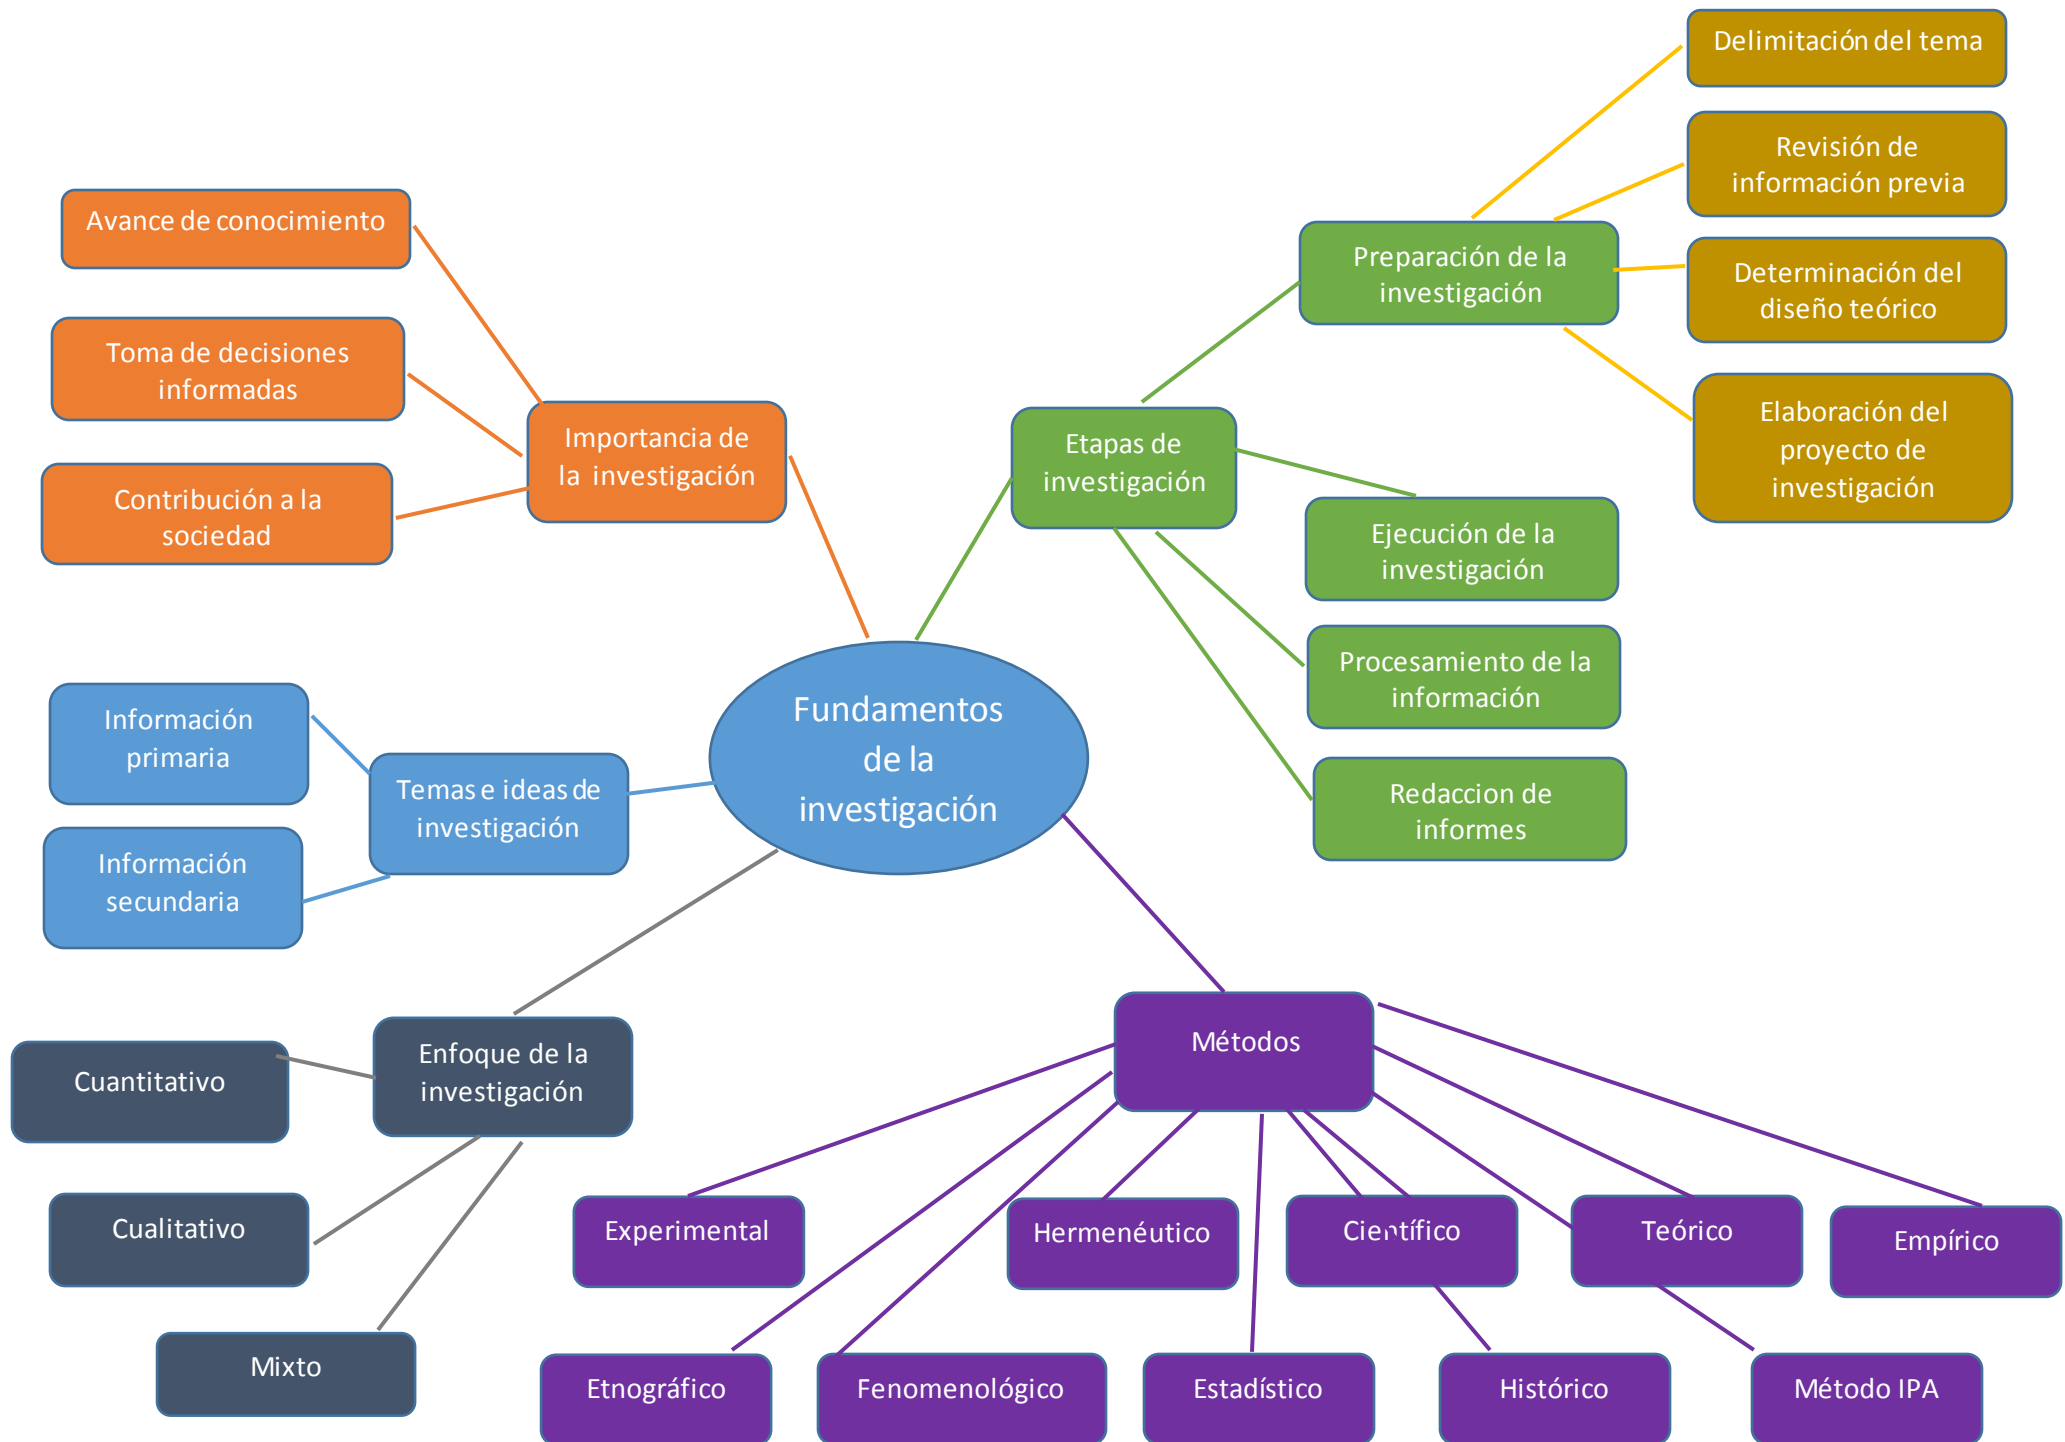 Fundamentos
de la
investigación
Importancia de
la investigación
Avance de conocimiento
Toma de decisiones
informadas
Contribución a la
sociedad
Etapas de
investigación
Preparación de la
investigación
Delimitación del tema
Revisión de
información previa
Determinación del
diseño teórico
Elaboración del
proyecto de
investigación
Ejecución de la
investigación
Procesamiento de la
información
Redaccion de
informes
Temas e ideas de
investigación
Información
primaria
Información
secundaria
Enfoque de la
investigación
Cuantitativo
Cualitativo
Mixto
Métodos
Experimental
Hermenéutico
Científico
Teórico
Empírico
Etnográfico
Fenomenológico
Estadístico
Histórico
Método IPA